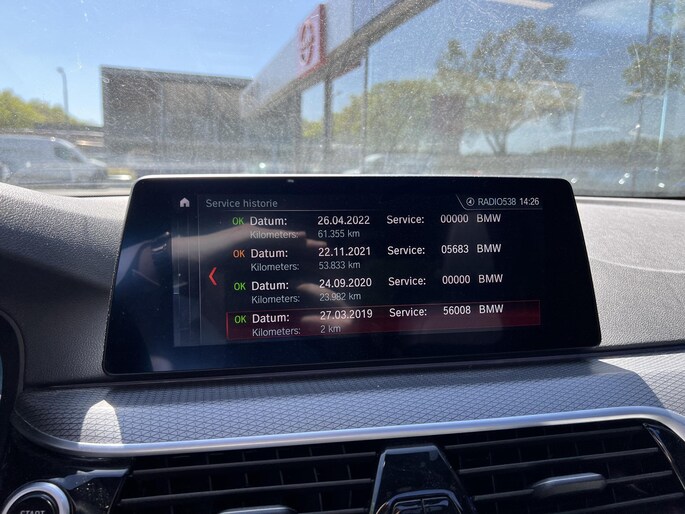 Service historie RADIO538 14:26
OK Datum: 26.04.2022 Service: 00000 BMW
Kilometers: 61.355 km
OK Datum: 22.11.2021 Service: 05683 BMW
Kilometers: 53.833 km
OK Datum: 24.09.2020 Service: 00000 BMW
Kilometers: 23.982 km
OK Datum: 27.03.2019 Service: 56008 BMW
Kilometers: 2 km
START